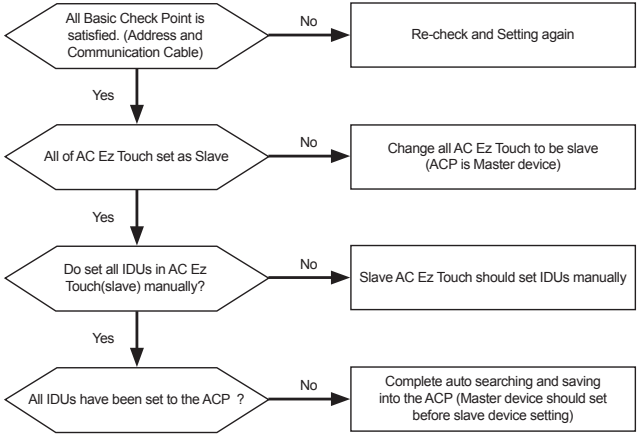 All Basic Check Point is
satisfied. (Address and
Communication Cable)
No
Re-check and Setting again
Yes
All of AC Ez Touch set as Slave
No
Change all AC Ez Touch to be slave
(ACP is Master device)
Yes
Do set all IDUs in AC Ez
Touch(slave) manually?
No
Slave AC Ez Touch should set IDUs manually
Yes
All IDUs have been set to the ACP ?
No
Complete auto searching and saving
into the ACP (Master device should set
before slave device setting)